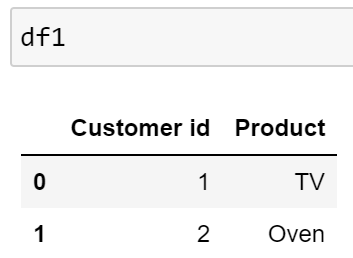 df1
Customer id Product
0 1 TV
1 2 Oven